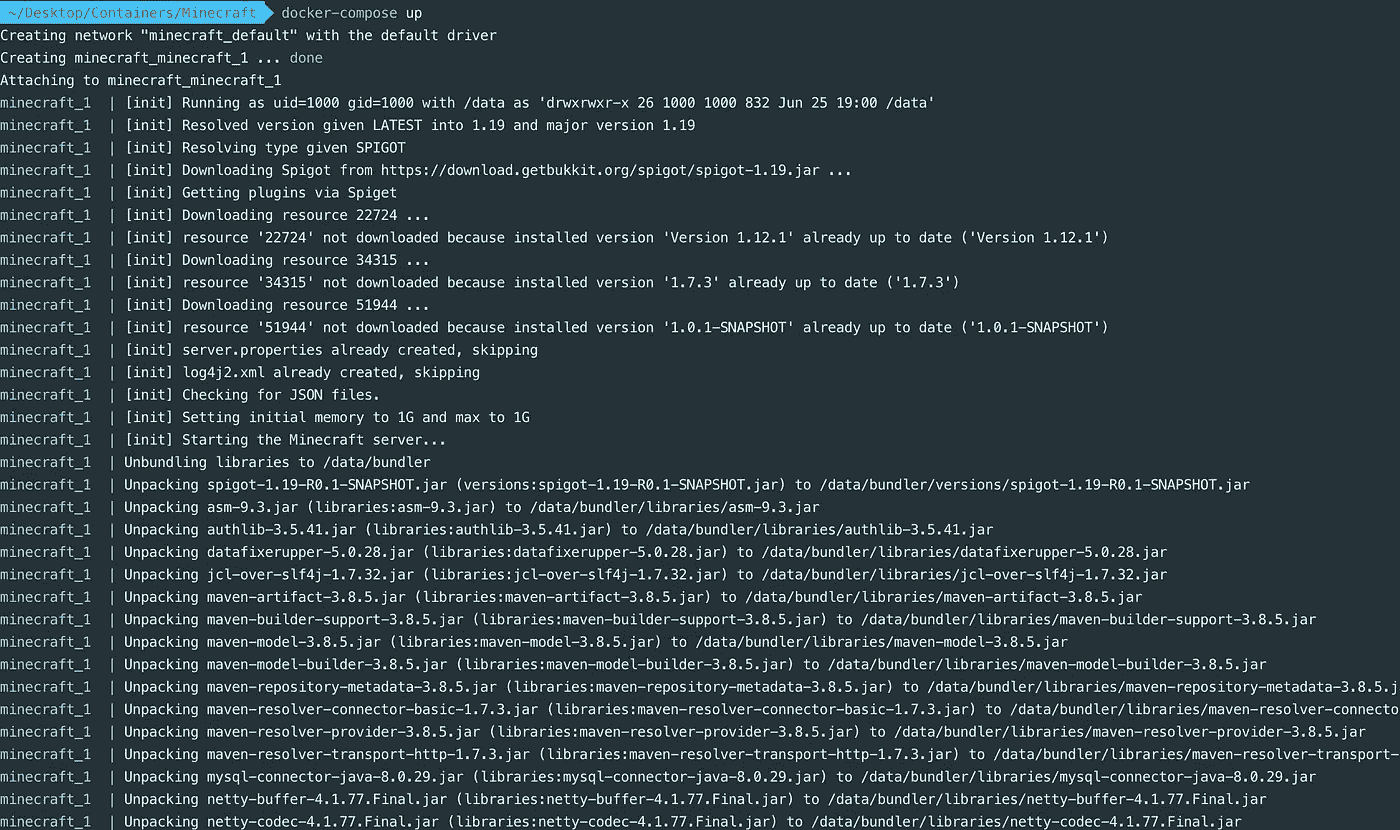 ~/Desktop/Containers/Minecraft docker-compose up
Creating network "minecraft_default" with the default driver
Creating minecraft_minecraft_1 ... done
Attaching to minecraft_minecraft_1
minecraft_1  | [init] Running as uid=1000 gid=1000 with /data as 'drwxrwxr-x 26 1000 1000 832 Jun 25 19:00 /data'
minecraft_1  | [init] Resolved version given LATEST into 1.19 and major version 1.19
minecraft_1  | [init] Resolving type given SPIGOT
minecraft_1  | [init] Downloading Spigot from https://download.getbukkit.org/spigot/spigot-1.19.jar ...
minecraft_1  | [init] Getting plugins via Spiget
minecraft_1  | [init] Downloading resource 22724 ...
minecraft_1  | [init] resource '22724' not downloaded because installed version 'Version 1.12.1' already up to date ('Version 1.12.1')
minecraft_1  | [init] Downloading resource 34315 ...
minecraft_1  | [init] resource '34315' not downloaded because installed version '1.7.3' already up to date ('1.7.3')
minecraft_1  | [init] Downloading resource 51944 ...
minecraft_1  | [init] resource '51944' not downloaded because installed version '1.0.1-SNAPSHOT' already up to date ('1.0.1-SNAPSHOT')
minecraft_1  | [init] server.properties already created, skipping
minecraft_1  | [init] log4j2.xml already created, skipping
minecraft_1  | [init] Checking for JSON files.
minecraft_1  | [init] Setting initial memory to 1G and max to 1G
minecraft_1  | [init] Starting the Minecraft server...
minecraft_1  | Unbundling libraries to /data/bundler
minecraft_1  | Unpacking spigot-1.19-R0.1-SNAPSHOT.jar (versions:spigot-1.19-R0.1-SNAPSHOT.jar) to /data/bundler/versions/spigot-1.19-R0.1-SNAPSHOT.jar
minecraft_1  | Unpacking asm-9.3.jar (libraries:asm-9.3.jar) to /data/bundler/libraries/asm-9.3.jar
minecraft_1  | Unpacking authlib-3.5.41.jar (libraries:authlib-3.5.41.jar) to /data/bundler/libraries/authlib-3.5.41.jar
minecraft_1  | Unpacking datafixerupper-5.0.28.jar (libraries:datafixerupper-5.0.28.jar) to /data/bundler/libraries/datafixerupper-5.0.28.jar
minecraft_1  | Unpacking jcl-over-slf4j-1.7.32.jar (libraries:jcl-over-slf4j-1.7.32.jar) to /data/bundler/libraries/jcl-over-slf4j-1.7.32.jar
minecraft_1  | Unpacking maven-artifact-3.8.5.jar (libraries:maven-artifact-3.8.5.jar) to /data/bundler/libraries/maven-artifact-3.8.5.jar
minecraft_1  | Unpacking maven-builder-support-3.8.5.jar (libraries:maven-builder-support-3.8.5.jar) to /data/bundler/libraries/maven-builder-support-3.8.5.jar
minecraft_1  | Unpacking maven-model-3.8.5.jar (libraries:maven-model-3.8.5.jar) to /data/bundler/libraries/maven-model-3.8.5.jar
minecraft_1  | Unpacking maven-model-builder-3.8.5.jar (libraries:maven-model-builder-3.8.5.jar) to /data/bundler/libraries/maven-model-builder-3.8.5.jar
minecraft_1  | Unpacking maven-repository-metadata-3.8.5.jar (libraries:maven-repository-metadata-3.8.5.jar) to /data/bundler/libraries/maven-repository-metadata-3.8.5.j
minecraft_1  | Unpacking maven-resolver-connector-basic-1.7.3.jar (libraries:maven-resolver-connector-basic-1.7.3.jar) to /data/bundler/libraries/maven-resolver-connecto
minecraft_1  | Unpacking maven-resolver-provider-3.8.5.jar (libraries:maven-resolver-provider-3.8.5.jar) to /data/bundler/libraries/maven-resolver-provider-3.8.5.jar
minecraft_1  | Unpacking maven-resolver-transport-http-1.7.3.jar (libraries:maven-resolver-transport-http-1.7.3.jar) to /data/bundler/libraries/maven-resolver-transport-
minecraft_1  | Unpacking mysql-connector-java-8.0.29.jar (libraries:mysql-connector-java-8.0.29.jar) to /data/bundler/libraries/mysql-connector-java-8.0.29.jar
minecraft_1  | Unpacking netty-buffer-4.1.77.Final.jar (libraries:netty-buffer-4.1.77.Final.jar) to /data/bundler/libraries/netty-buffer-4.1.77.Final.jar
minecraft_1  | Unpacking netty-codec-4.1.77.Final.jar (libraries:netty-codec-4.1.77.Final.jar) to /data/bundler/libraries/netty-codec-4.1.77.Final.jar